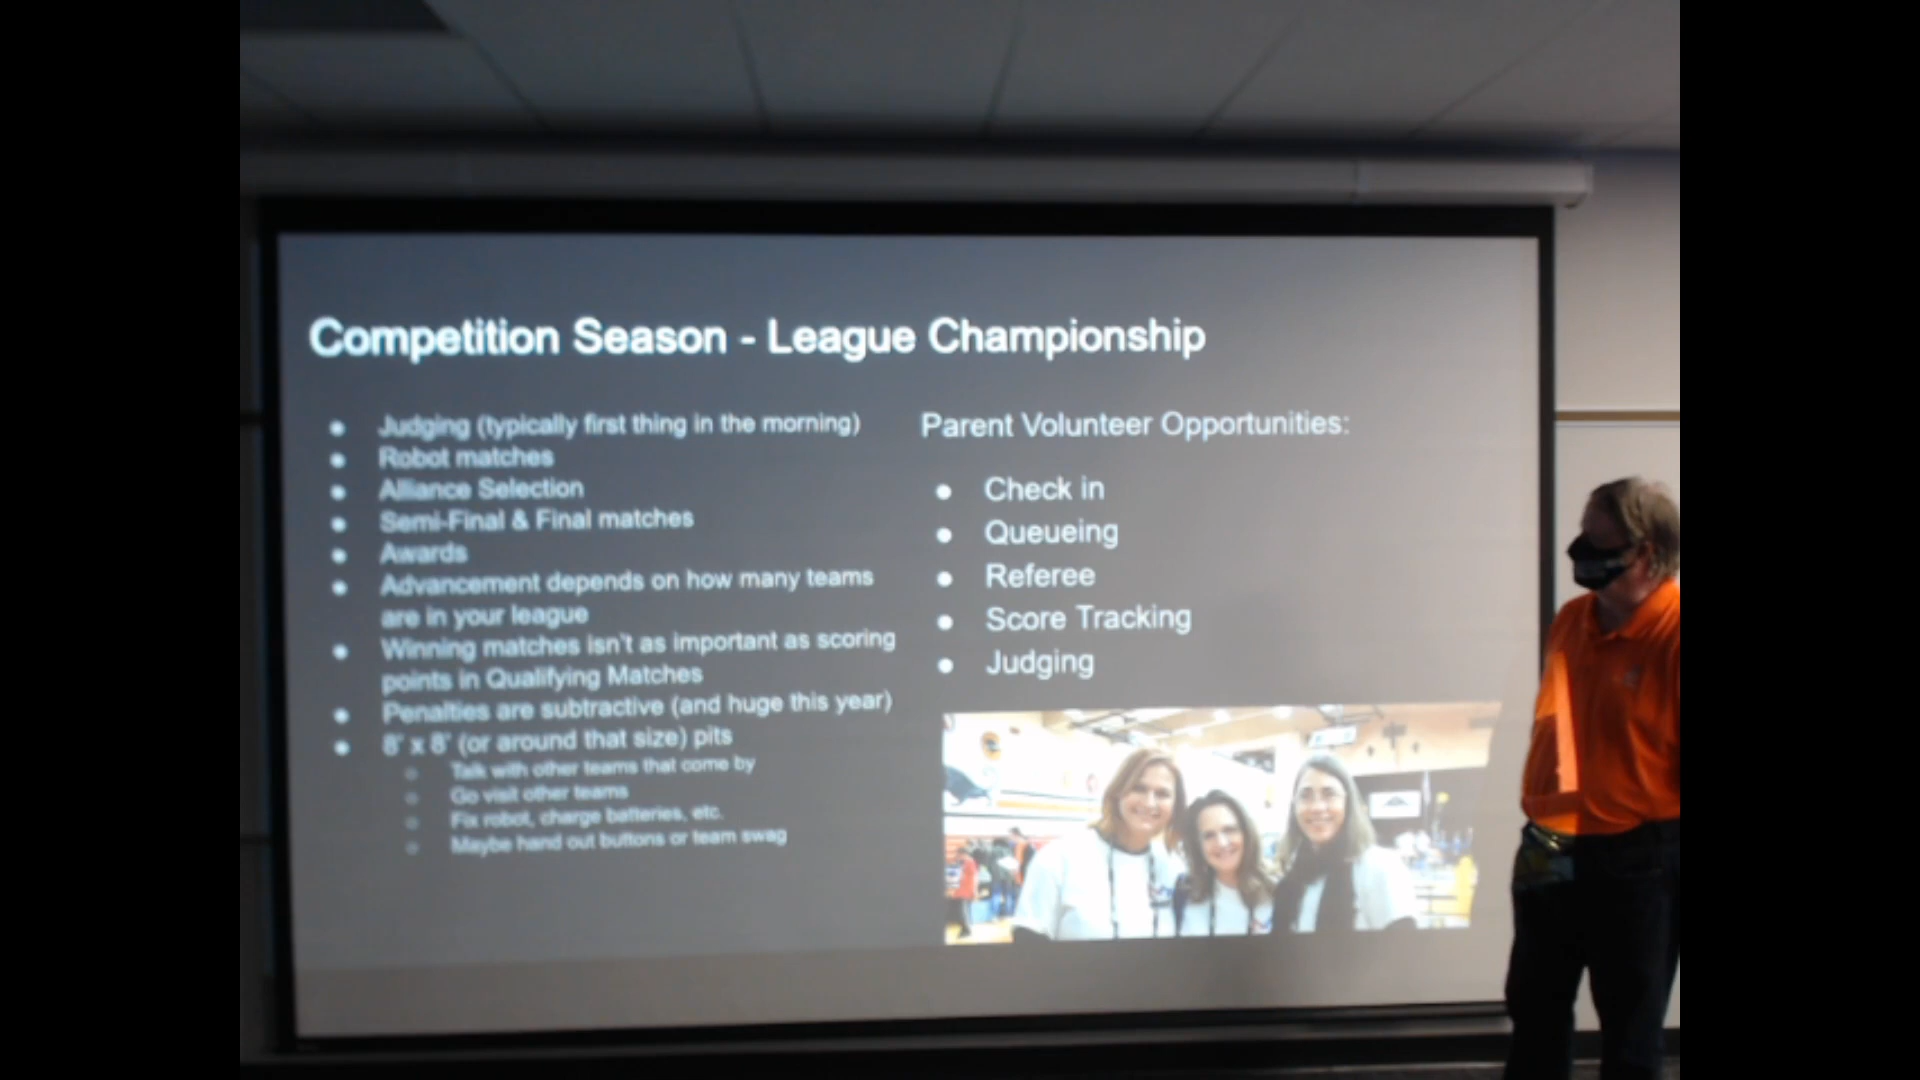 Competition Season - League Championship
Judging (typically first thing in the morning)
Robot matches
Alliance Selection
Semi-Final & Final matches
Awards
Advancement depends on how many teams
are in your league
Winning matches isn't as important as scoring
points in Qualifying Matches
Penalties are subtractive (and huge this year)
8' x 8' (or around that size) pits
Talk with other teams that come by
Go visit other teams
Fix robot, charge batteries, etc.
Maybe hand out buttons or team swag
Parent Volunteer Opportunities:
Check in
Queueing
Referee
Score Tracking
Judging